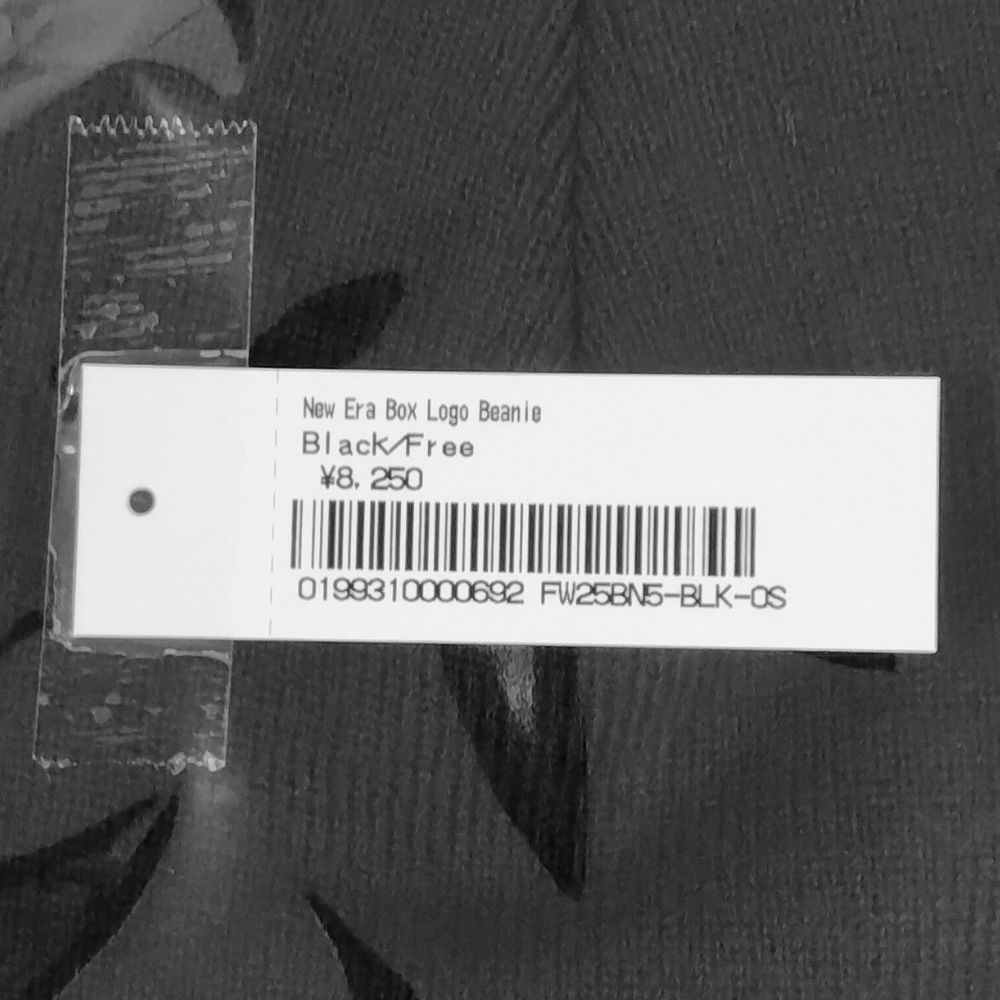 New Era Box Logo Beanie
Black/Free
¥8,250
0199310000692 FW25BN5-BLK-OS